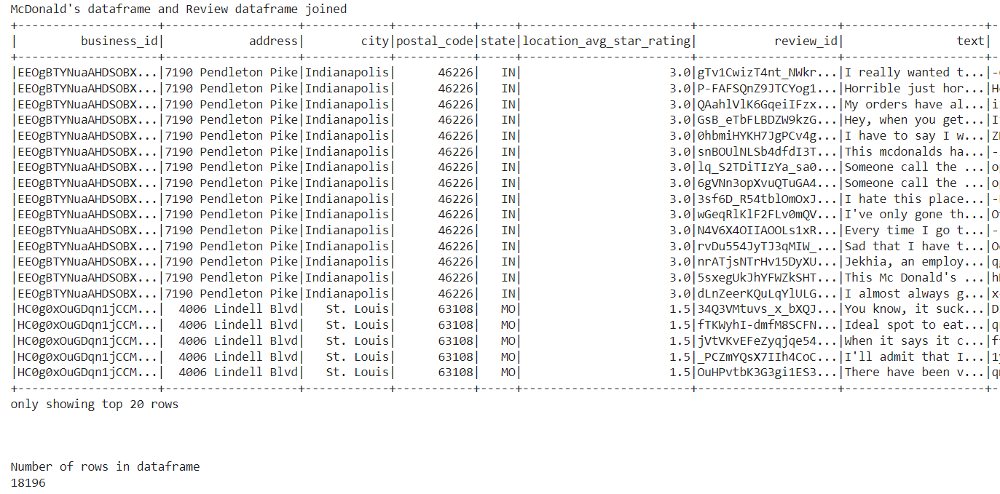 McDonald's dataframe and Review dataframe joined
+--------------------+-------------------+------------+-----------+-----+------------------------+--------------------+--------------------+-
|         business_id|            address|        city|postal_code|state|location_avg_star_rating|           review_id|                text|
+--------------------+-------------------+------------+-----------+-----+------------------------+--------------------+--------------------+-
|EEOgBTYNuaAHDSOBX...|7190 Pendleton Pike|Indianapolis|      46226|   IN|                     3.0|gTv1CwizT4nt_NWkr...|I really wanted t...|-
|EEOgBTYNuaAHDSOBX...|7190 Pendleton Pike|Indianapolis|      46226|   IN|                     3.0|P-FAFSQnZ9JTCYog1...|Horrible just hor...|
|EEOgBTYNuaAHDSOBX...|7190 Pendleton Pike|Indianapolis|      46226|   IN|                     3.0|QAahlVlK6GqeiIFzx...|My orders have al...|i
|EEOgBTYNuaAHDSOBX...|7190 Pendleton Pike|Indianapolis|      46226|   IN|                     3.0|GsB_eTbFLBDZW9kzG...|Hey, when you get...|I
|EEOgBTYNuaAHDSOBX...|7190 Pendleton Pike|Indianapolis|      46226|   IN|                     3.0|0hbmiHYKH7JgPCv4g...|I have to say I w...|Z
|EEOgBTYNuaAHDSOBX...|7190 Pendleton Pike|Indianapolis|      46226|   IN|                     3.0|snBOUlNLSb4dfdI3T...|This mcdonalds ha...|-
|EEOgBTYNuaAHDSOBX...|7190 Pendleton Pike|Indianapolis|      46226|   IN|                     3.0|lq_S2TDiTIzYa_sa0...|Someone call the ...|o
|EEOgBTYNuaAHDSOBX...|7190 Pendleton Pike|Indianapolis|      46226|   IN|                     3.0|6gVNn3opXvuQTuGA4...|Someone call the ...|o
|EEOgBTYNuaAHDSOBX...|7190 Pendleton Pike|Indianapolis|      46226|   IN|                     3.0|3sf6D_R54tblOmOxJ...|I hate this place...|-
|EEOgBTYNuaAHDSOBX...|7190 Pendleton Pike|Indianapolis|      46226|   IN|                     3.0|wGeqRlKlF2FLv0mQV...|I've only gone th...|O
|EEOgBTYNuaAHDSOBX...|7190 Pendleton Pike|Indianapolis|      46226|   IN|                     3.0|N4V6X4OIIAOOLs1xR...|Every time I go t...|-
|EEOgBTYNuaAHDSOBX...|7190 Pendleton Pike|Indianapolis|      46226|   IN|                     3.0|rvDu554JyTJ3qMIW_...|Sad that I have t...|O
|EEOgBTYNuaAHDSOBX...|7190 Pendleton Pike|Indianapolis|      46226|   IN|                     3.0|nrATjsNTrHv15DyXU...|Jekhia, an employ...|q
|EEOgBTYNuaAHDSOBX...|7190 Pendleton Pike|Indianapolis|      46226|   IN|                     3.0|5sxegUkJhYFWZkSHT...|This Mc Donald's ...|h
|EEOgBTYNuaAHDSOBX...|7190 Pendleton Pike|Indianapolis|      46226|   IN|                     3.0|dLnZeerKQuLqYlULG...|I almost always g...|x
|HC0g0xOuGDqn1jCCM...|  4006 Lindell Blvd|   St. Louis|      63108|   MO|                     1.5|34Q3VMtuvs_x_bXQJ...|You know, it suck...|D
|HC0g0xOuGDqn1jCCM...|  4006 Lindell Blvd|   St. Louis|      63108|   MO|                     1.5|fTKWyhI-dmfM8SCFN...|Ideal spot to eat...|q
|HC0g0xOuGDqn1jCCM...|  4006 Lindell Blvd|   St. Louis|      63108|   MO|                     1.5|jVtVKvEFeZyqjqe54...|When it says it c...|f
|HC0g0xOuGDqn1jCCM...|  4006 Lindell Blvd|   St. Louis|      63108|   MO|                     1.5|_PCZmYQsX7IIh4CoC...|I'll admit that I...|1
|HC0g0xOuGDqn1jCCM...|  4006 Lindell Blvd|   St. Louis|      63108|   MO|                     1.5|OuHPvtbK3G3gi1ES3...|There have been v...|q
+--------------------+-------------------+------------+-----------+-----+------------------------+--------------------+--------------------+-
only showing top 20 rows
Number of rows in dataframe
18196